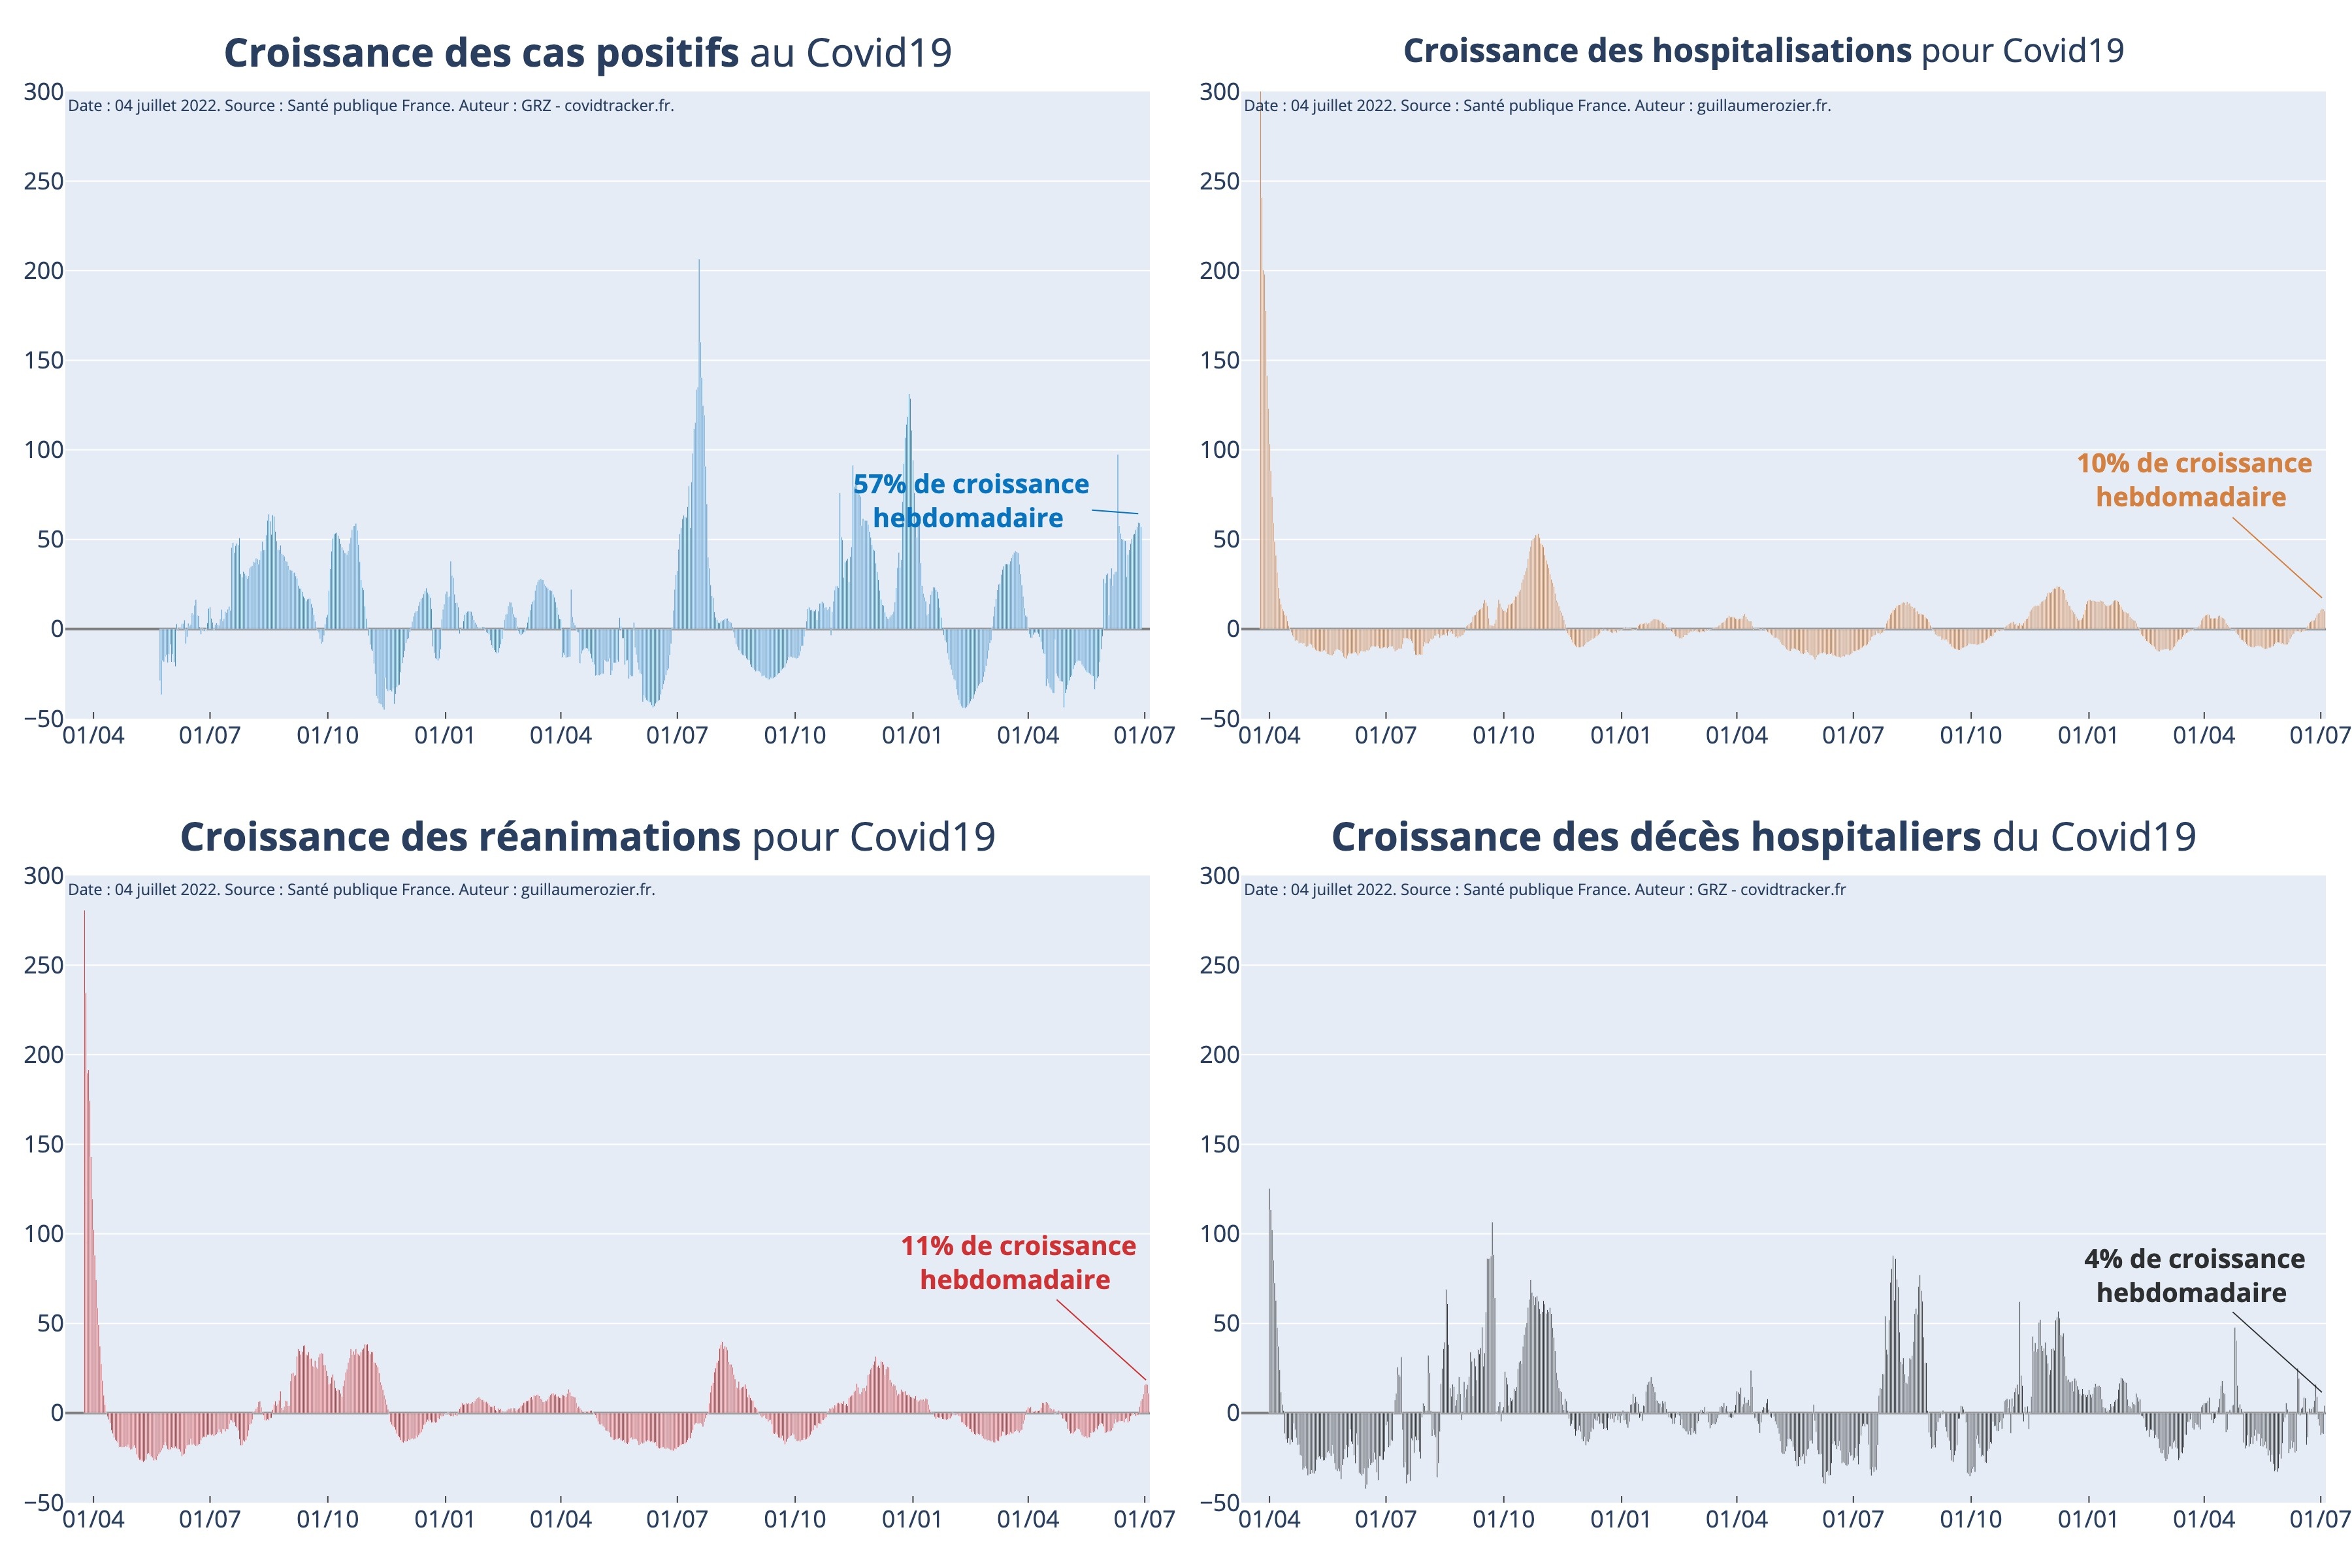 Croissance des cas positifs au Covid19
Date : 04 juillet 2022. Source : Santé publique France. Auteur : GRZ - covidtracker.fr.
300
250
200
150
100
50
0
−50
57% de croissance
hebdomadaire
01/04 01/07 01/10 01/01 01/04 01/07 01/10 01/01 01/04 01/07
Croissance des hospitalisations pour Covid19
Date : 04 juillet 2022. Source : Santé publique France. Auteur : guillaumerozier.fr.
300
250
200
150
100
50
0
−50
10% de croissance
hebdomadaire
01/04 01/07 01/10 01/01 01/04 01/07 01/10 01/01 01/04 01/07
Croissance des réanimations pour Covid19
Date : 04 juillet 2022. Source : Santé publique France. Auteur : guillaumerozier.fr.
300
250
200
150
100
50
0
−50
11% de croissance
hebdomadaire
01/04 01/07 01/10 01/01 01/04 01/07 01/10 01/01 01/04 01/07
Croissance des décès hospitaliers du Covid19
Date : 04 juillet 2022. Source : Santé publique France. Auteur : GRZ - covidtracker.fr
300
250
200
150
100
50
0
−50
4% de croissance
hebdomadaire
01/04 01/07 01/10 01/01 01/04 01/07 01/10 01/01 01/04 01/07